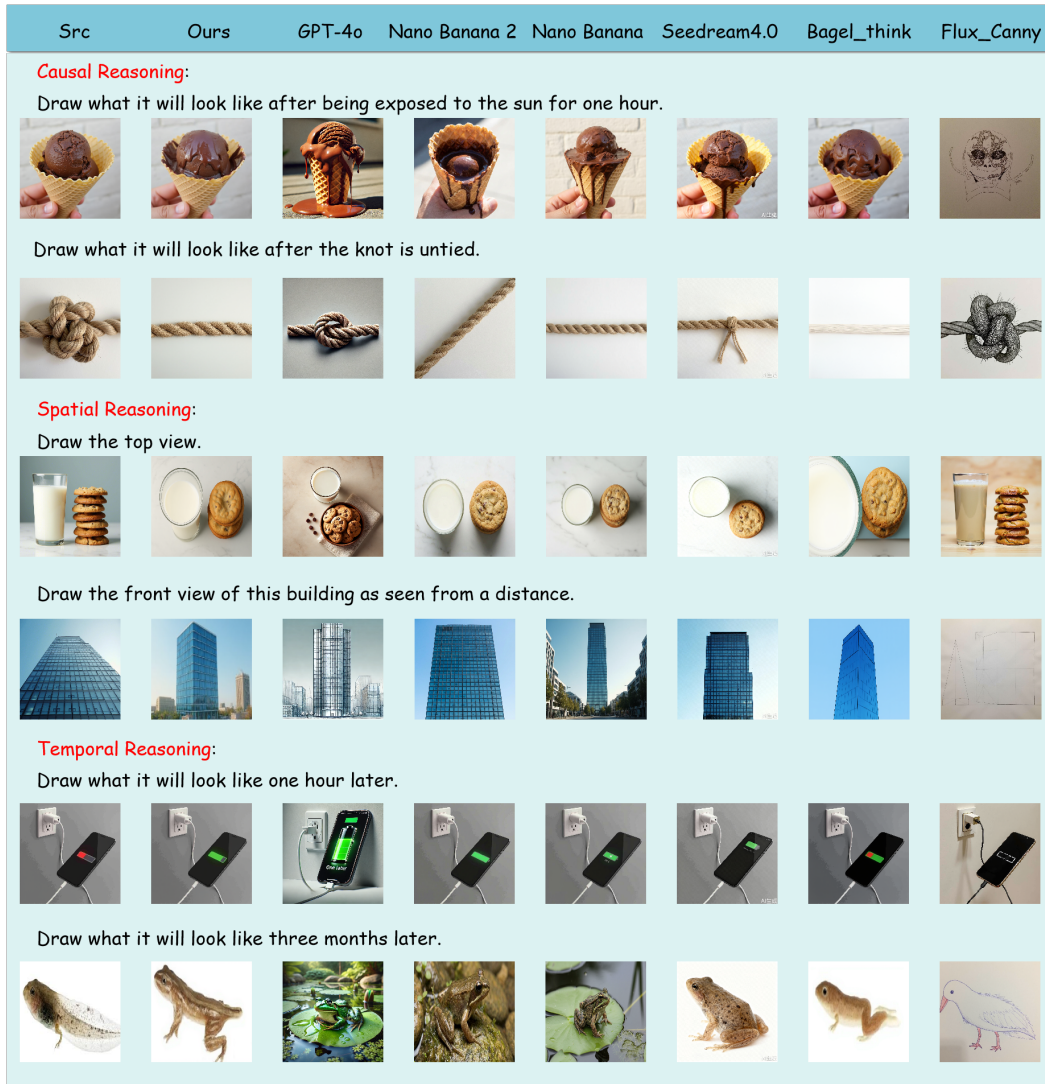 Src Ours GPT-4o Nano Banana 2 Nano Banana Seedream4.0 Bagel_think Flux_Canny
Causal Reasoning:
Draw what it will look like after being exposed to the sun for one hour.
Draw what it will look like after the knot is untied.
Spatial Reasoning:
Draw the top view.
Draw the front view of this building as seen from a distance.
Temporal Reasoning:
Draw what it will look like one hour later.
Draw what it will look like three months later.